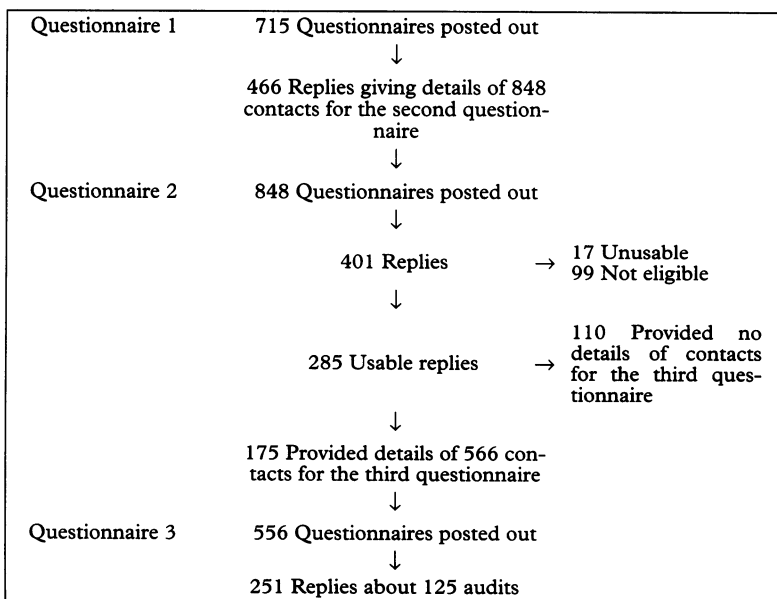 Questionnaire 1 715 Questionnaires posted out
↓
466 Replies giving details of 848
contacts for the second question-
naire
↓
Questionnaire 2 848 Questionnaires posted out
↓
401 Replies → 17 Unusable
99 Not eligible
↓
285 Usable replies → 110 Provided no
details of contacts
for the third ques-
tionnaire
↓
175 Provided details of 566 con-
tacts for the third questionnaire
↓
Questionnaire 3 556 Questionnaires posted out
↓
251 Replies about 125 audits